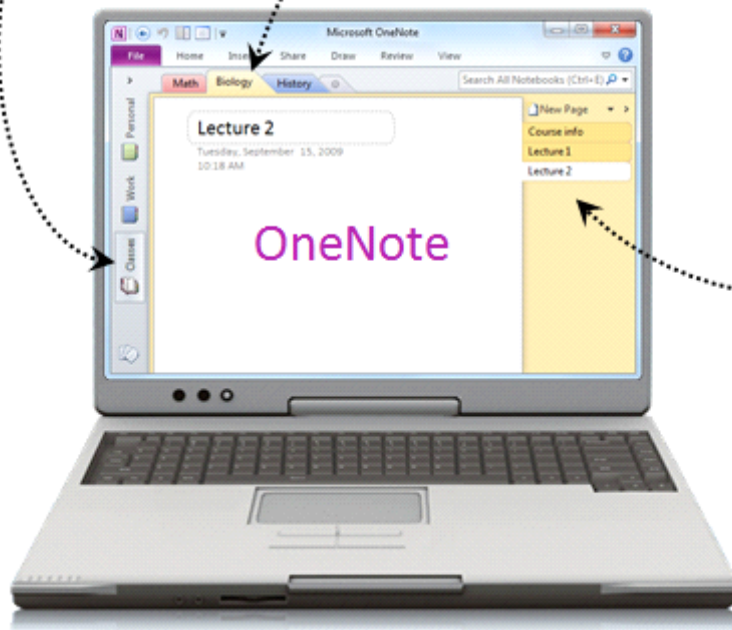 Microsoft OneNote
File Home Insert Share Draw Review View
Math Biology History Search All Notebooks (Ctrl+E)
New Page
Course info
Lecture 1
Lecture 2
Personal
Work
Classes
Lecture 2
Tuesday, September 15, 2009
10:18 AM
OneNote